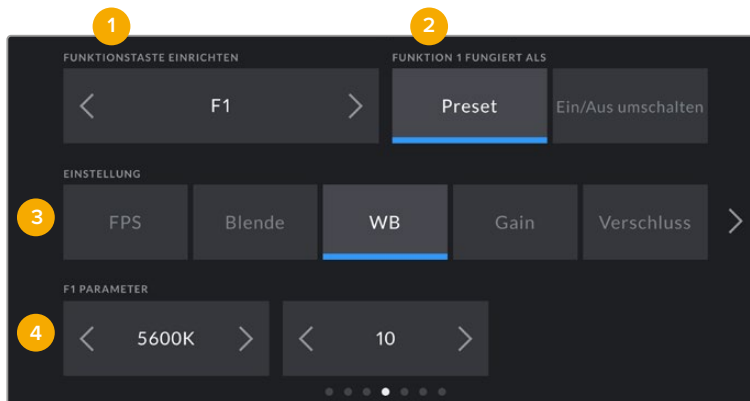 1 2
FUNKTIONSTASTE EINRICHTEN FUNKTION 1 FUNGIERT ALS
F1 Preset Ein/Aus umschalten
EINSTELLUNG
3 FPS Blende WB Gain Verschluss
F1 PARAMETER
4 5600K 10